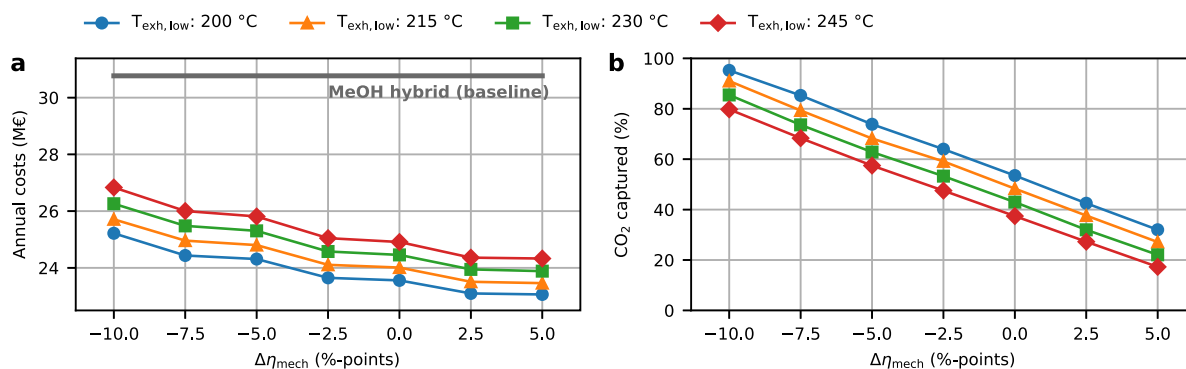 T_exh,low: 200 °C T_exh,low: 215 °C T_exh,low: 230 °C T_exh,low: 245 °C
a
MeOH hybrid (baseline)
Annual costs (M€)
30
28
26
24
−10.0 −7.5 −5.0 −2.5 0.0 2.5 5.0
Δη_mech (%-points)
b
CO₂ captured (%)
100
80
60
40
20
0
−10.0 −7.5 −5.0 −2.5 0.0 2.5 5.0
Δη_mech (%-points)